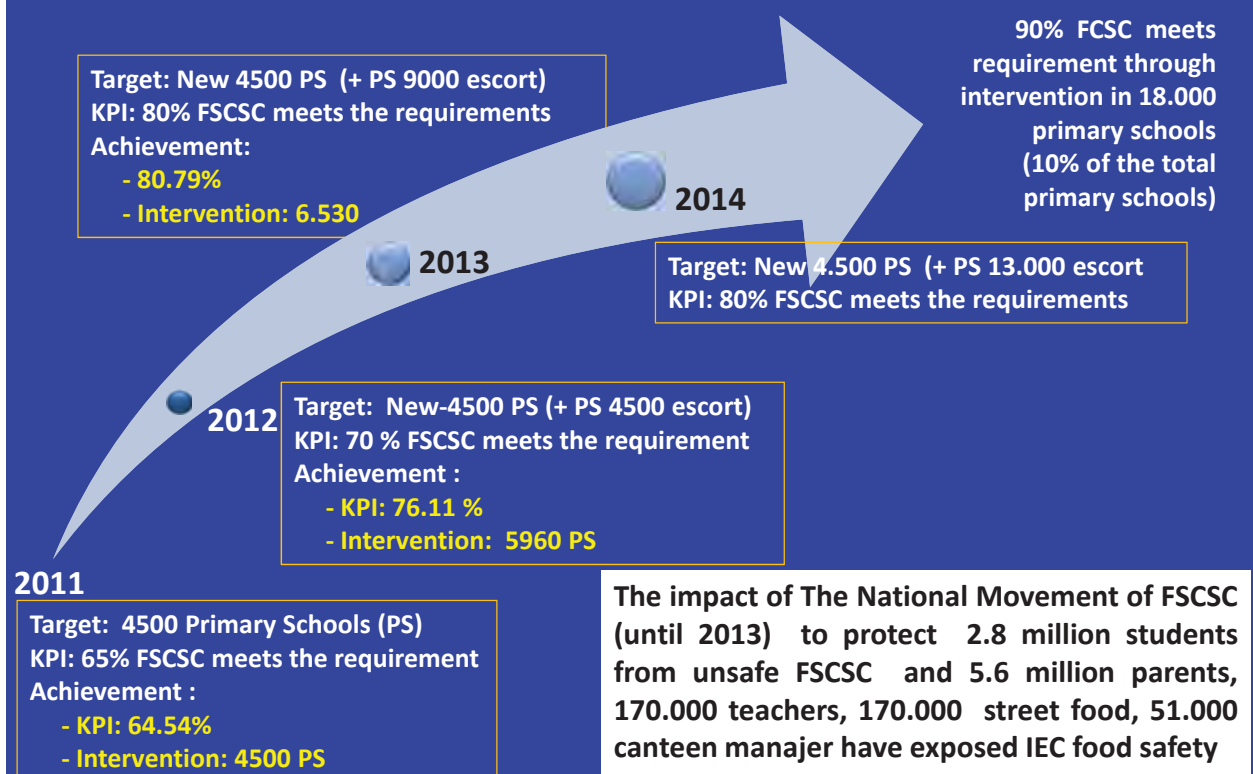 90% FCSC meets
requirement through
intervention in 18.000
primary schools
(10% of the total
primary schools)
Target: New 4500 PS (+ PS 9000 escort)
KPI: 80% FSCSC meets the requirements
Achievement:
- 80.79%
- Intervention: 6.530
2014
2013
Target: New 4.500 PS (+ PS 13.000 escort
KPI: 80% FSCSC meets the requirements
2012
Target: New-4500 PS (+ PS 4500 escort)
KPI: 70 % FSCSC meets the requirement
Achievement :
- KPI: 76.11 %
- Intervention: 5960 PS
2011
Target: 4500 Primary Schools (PS)
KPI: 65% FSCSC meets the requirement
Achievement :
- KPI: 64.54%
- Intervention: 4500 PS
The impact of The National Movement of FSCSC
(until 2013) to protect 2.8 million students
from unsafe FSCSC and 5.6 million parents,
170.000 teachers, 170.000 street food, 51.000
canteen manajer have exposed IEC food safety